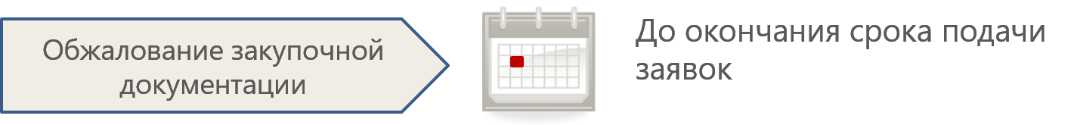 Обжалование закупочной
документации
До окончания срока подачи
заявок